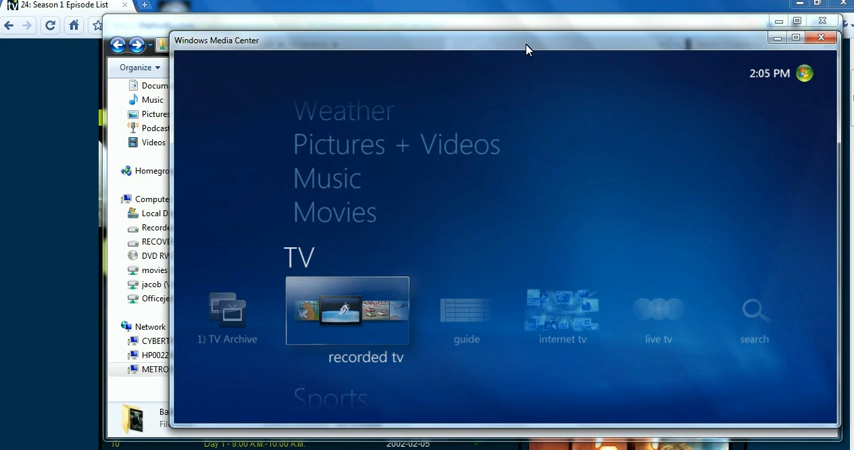 24: Season 1 Episode List
Windows Media Center
2:05 PM
Organize
Weather
Pictures + Videos
Music
Movies
TV
1) TV Archive
recorded tv
guide
internet tv
live tv
search
Sports
Docum
Music
Pictures
Podcas
Videos
Homegro
Compute
Local D
Recorde
RECOVE
DVD RW
movies
jacob (
Officeje
Network
CYBERT
HP0022
METRO
Ba
Fil
10
Day 1 - 9:00 A.M.-10:00 A.M.
2002-02-05